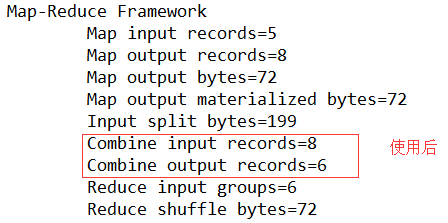 Map-Reduce Framework
Map input records=5
Map output records=8
Map output bytes=72
Map output materialized bytes=72
Input split bytes=199
Combine input records=8
使用后
Combine output records=6
Reduce input groups=6
Reduce shuffle bytes=72